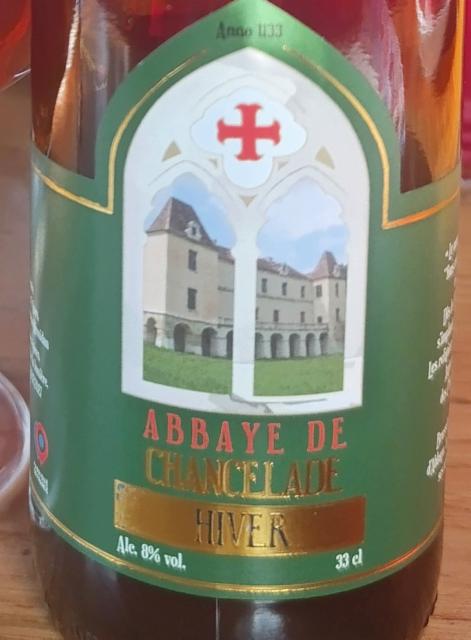 Anno 1133
ABBAYE DE
CHANCELADE
HIVER
Alc. 8% vol.
33 cl